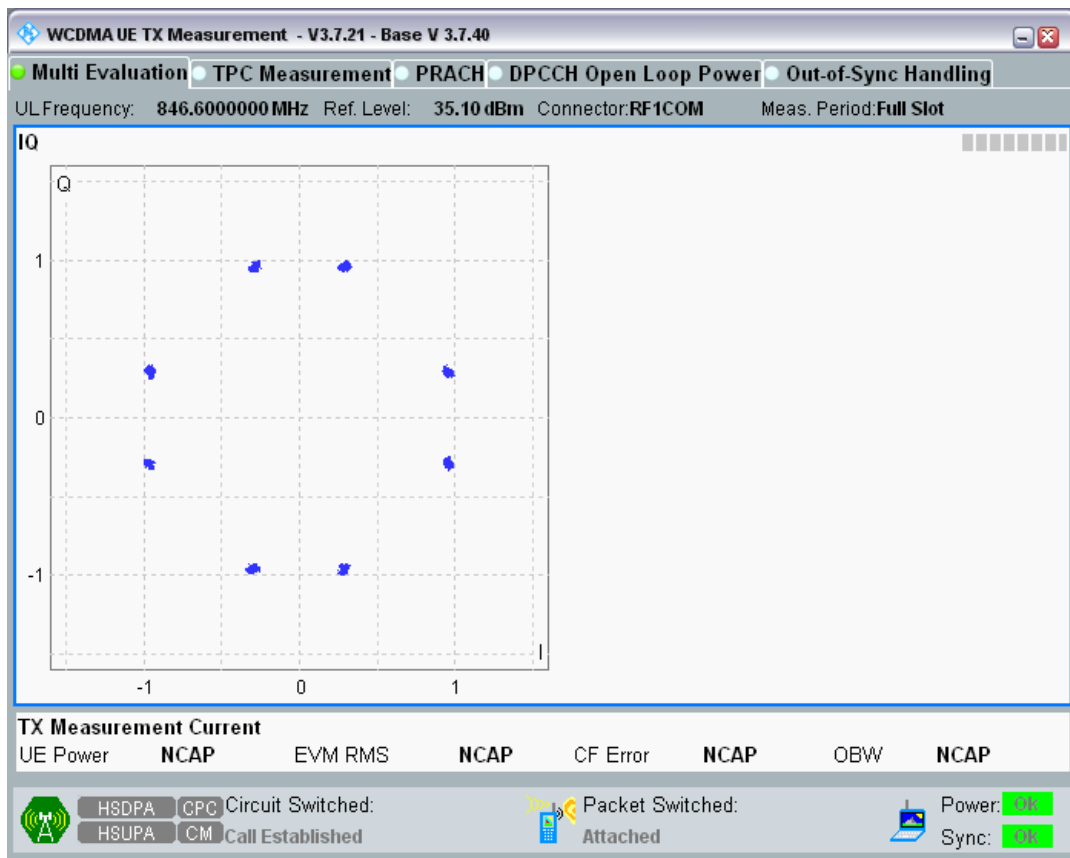 WCDMA UE TX Measurement - V3.7.21 - Base V 3.7.40
Multi Evaluation TPC Measurement PRACH DPCCH Open Loop Power Out-of-Sync Handling
UL Frequency: 846.6000000 MHz Ref. Level: 35.10 dBm Connector:RF1COM Meas. Period:Full Slot
IQ
Q
1
0
-1
I
-1 0 1
TX Measurement Current
UE Power NCAP EVM RMS NCAP CF Error NCAP OBW NCAP
HSDPA CPC Circuit Switched: Packet Switched: Power: Ok
HSUPA CM Call Established Attached Sync: Ok